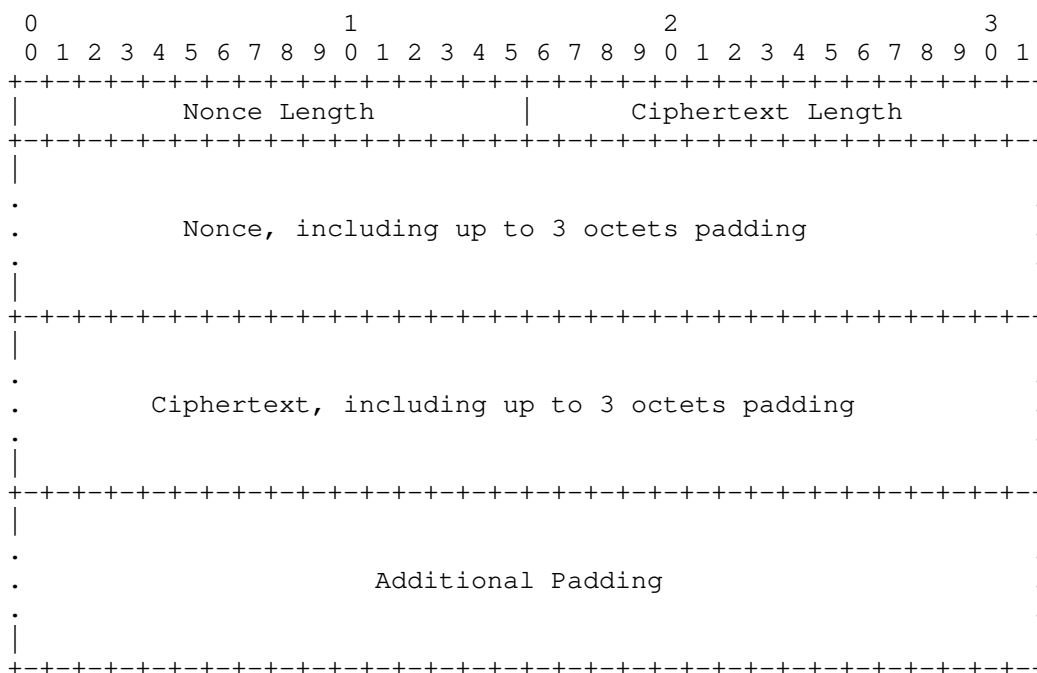 0                   1                   2                   3
 0 1 2 3 4 5 6 7 8 9 0 1 2 3 4 5 6 7 8 9 0 1 2 3 4 5 6 7 8 9 0 1
+-+-+-+-+-+-+-+-+-+-+-+-+-+-+-+-+-+-+-+-+-+-+-+-+-+-+-+-+-+-+-+-
|          Nonce Length         |      Ciphertext Length
+-+-+-+-+-+-+-+-+-+-+-+-+-+-+-+-+-+-+-+-+-+-+-+-+-+-+-+-+-+-+-+-
|
.                                                               .
.          Nonce, including up to 3 octets padding              .
.                                                               .
|
+-+-+-+-+-+-+-+-+-+-+-+-+-+-+-+-+-+-+-+-+-+-+-+-+-+-+-+-+-+-+-+-
|
.                                                               .
.        Ciphertext, including up to 3 octets padding           .
.                                                               .
|
+-+-+-+-+-+-+-+-+-+-+-+-+-+-+-+-+-+-+-+-+-+-+-+-+-+-+-+-+-+-+-+-
|
.                                                               .
.                      Additional Padding                       .
.                                                               .
|
+-+-+-+-+-+-+-+-+-+-+-+-+-+-+-+-+-+-+-+-+-+-+-+-+-+-+-+-+-+-+-+-